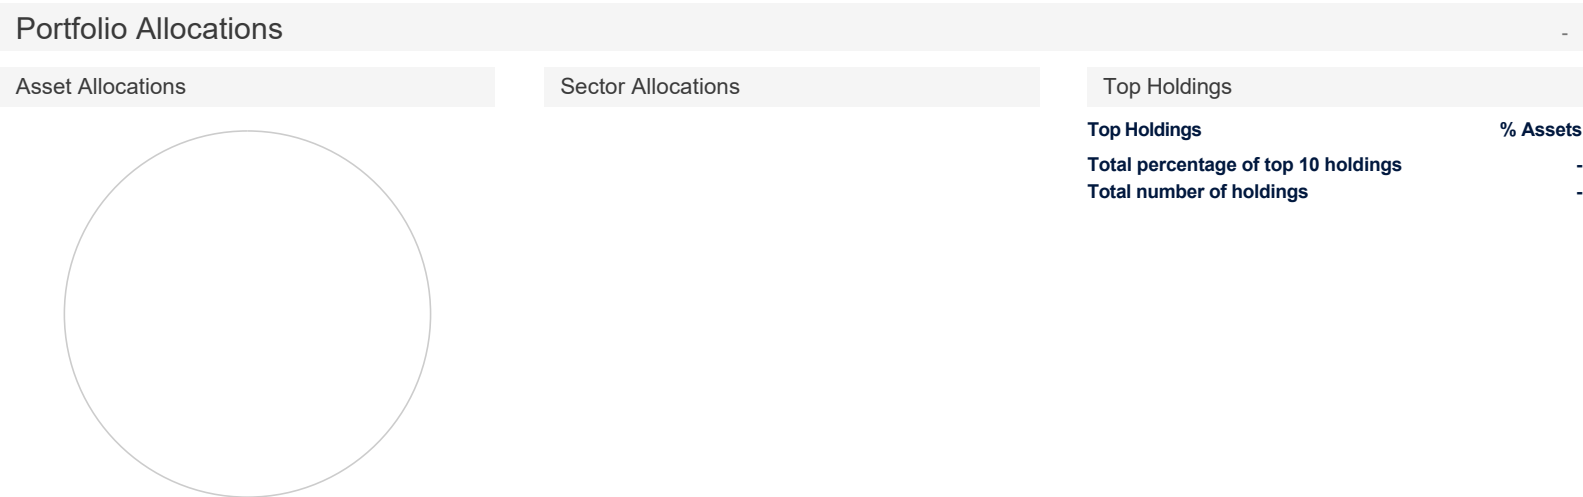 Portfolio Allocations -
Asset Allocations
Sector Allocations
Top Holdings
Top Holdings % Assets
Total percentage of top 10 holdings -
Total number of holdings -